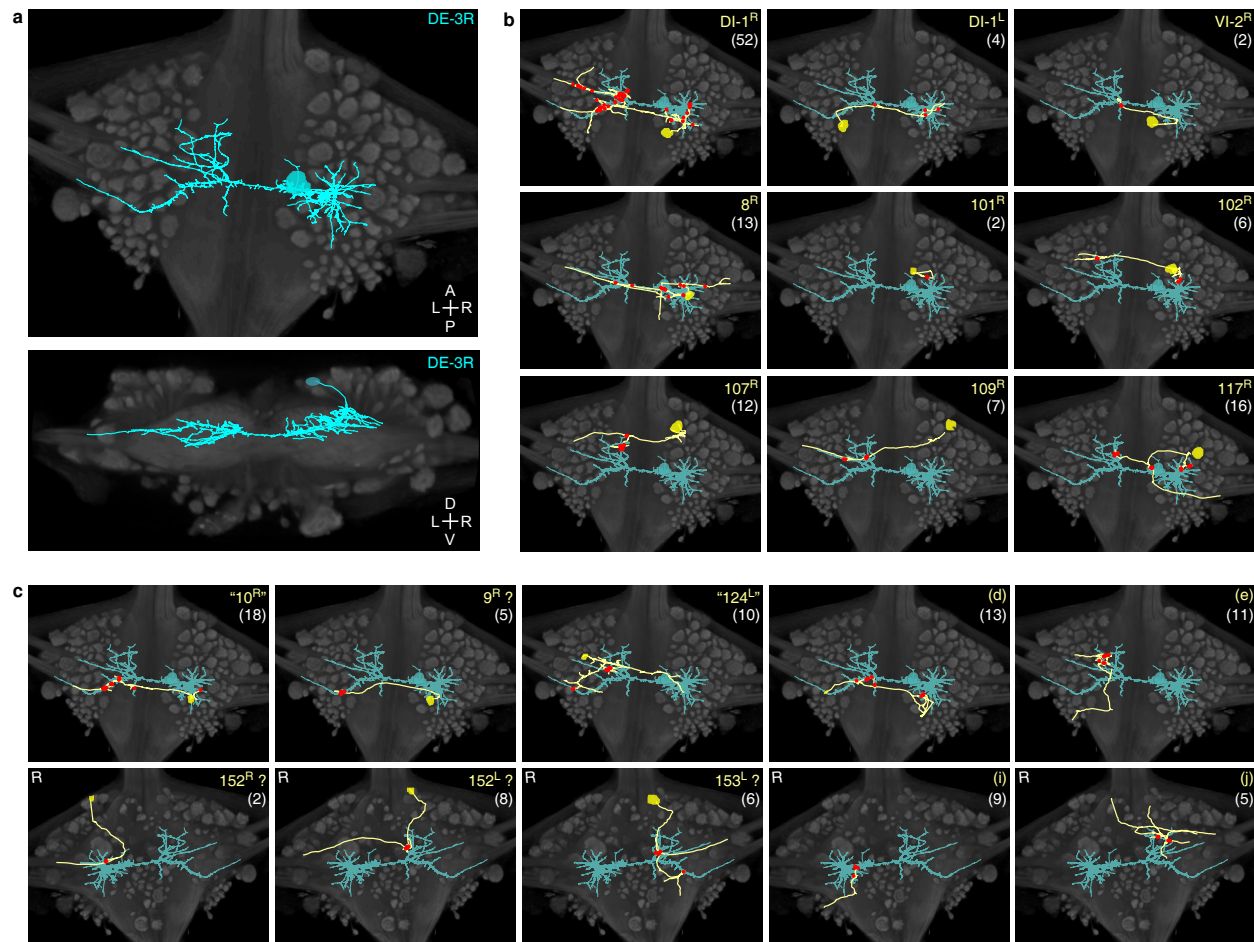 a
DE-3R
A
L R
P
DE-3R
D
L R
V
b
DI-1ᴿ
(52)
DI-1ᴸ
(4)
VI-2ᴿ
(2)
8ᴿ
(13)
101ᴿ
(2)
102ᴿ
(6)
107ᴿ
(12)
109ᴿ
(7)
117ᴿ
(16)
c
“10ᴿ”
(18)
9ᴿ ?
(5)
“124ᴸ”
(10)
(d)
(13)
(e)
(11)
R
152ᴿ ?
(2)
R
152ᴸ ?
(8)
R
153ᴸ ?
(6)
R
(i)
(9)
R
(j)
(5)